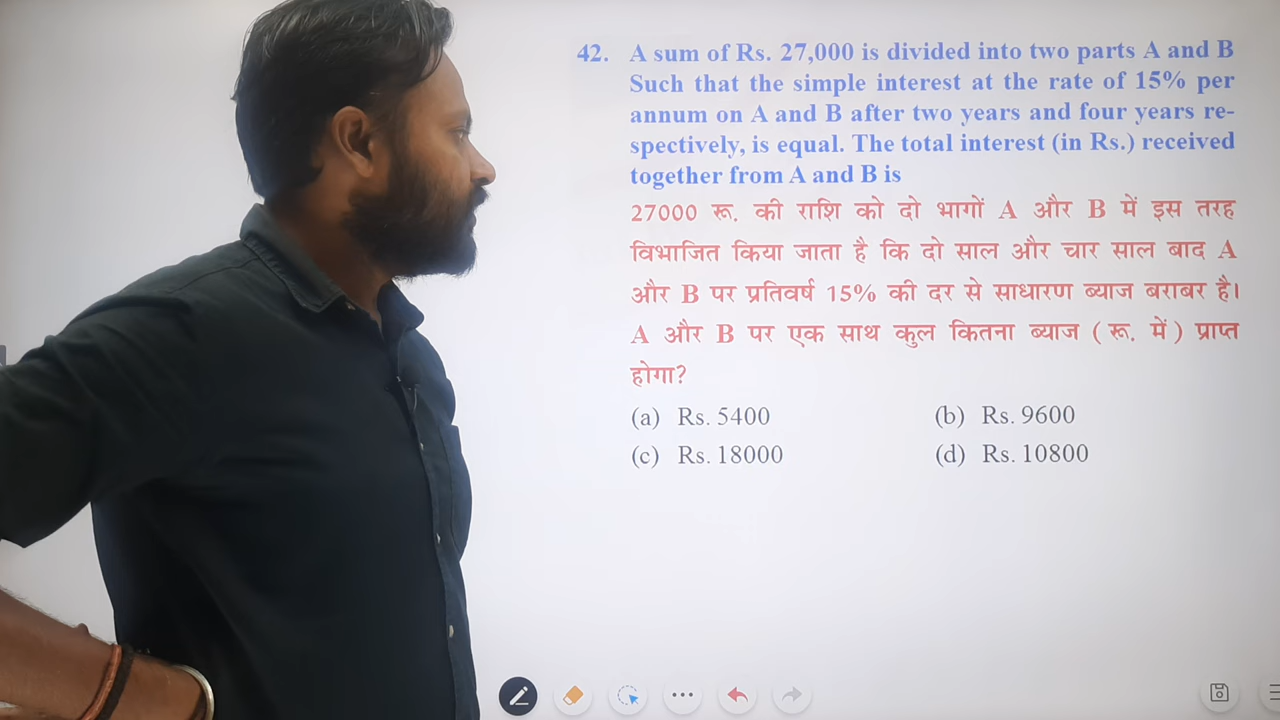 42. A sum of Rs. 27,000 is divided into two parts A and B
Such that the simple interest at the rate of 15% per
annum on A and B after two years and four years re-
spectively, is equal. The total interest (in Rs.) received
together from A and B is
27000 रू. की राशि को दो भागों A और B में इस तरह
विभाजित किया जाता है कि दो साल और चार साल बाद A
और B पर प्रतिवर्ष 15% की दर से साधारण ब्याज बराबर है।
A और B पर एक साथ कुल कितना ब्याज (रू. में) प्राप्त
होगा?
(a) Rs. 5400 (b) Rs. 9600
(c) Rs. 18000 (d) Rs. 10800